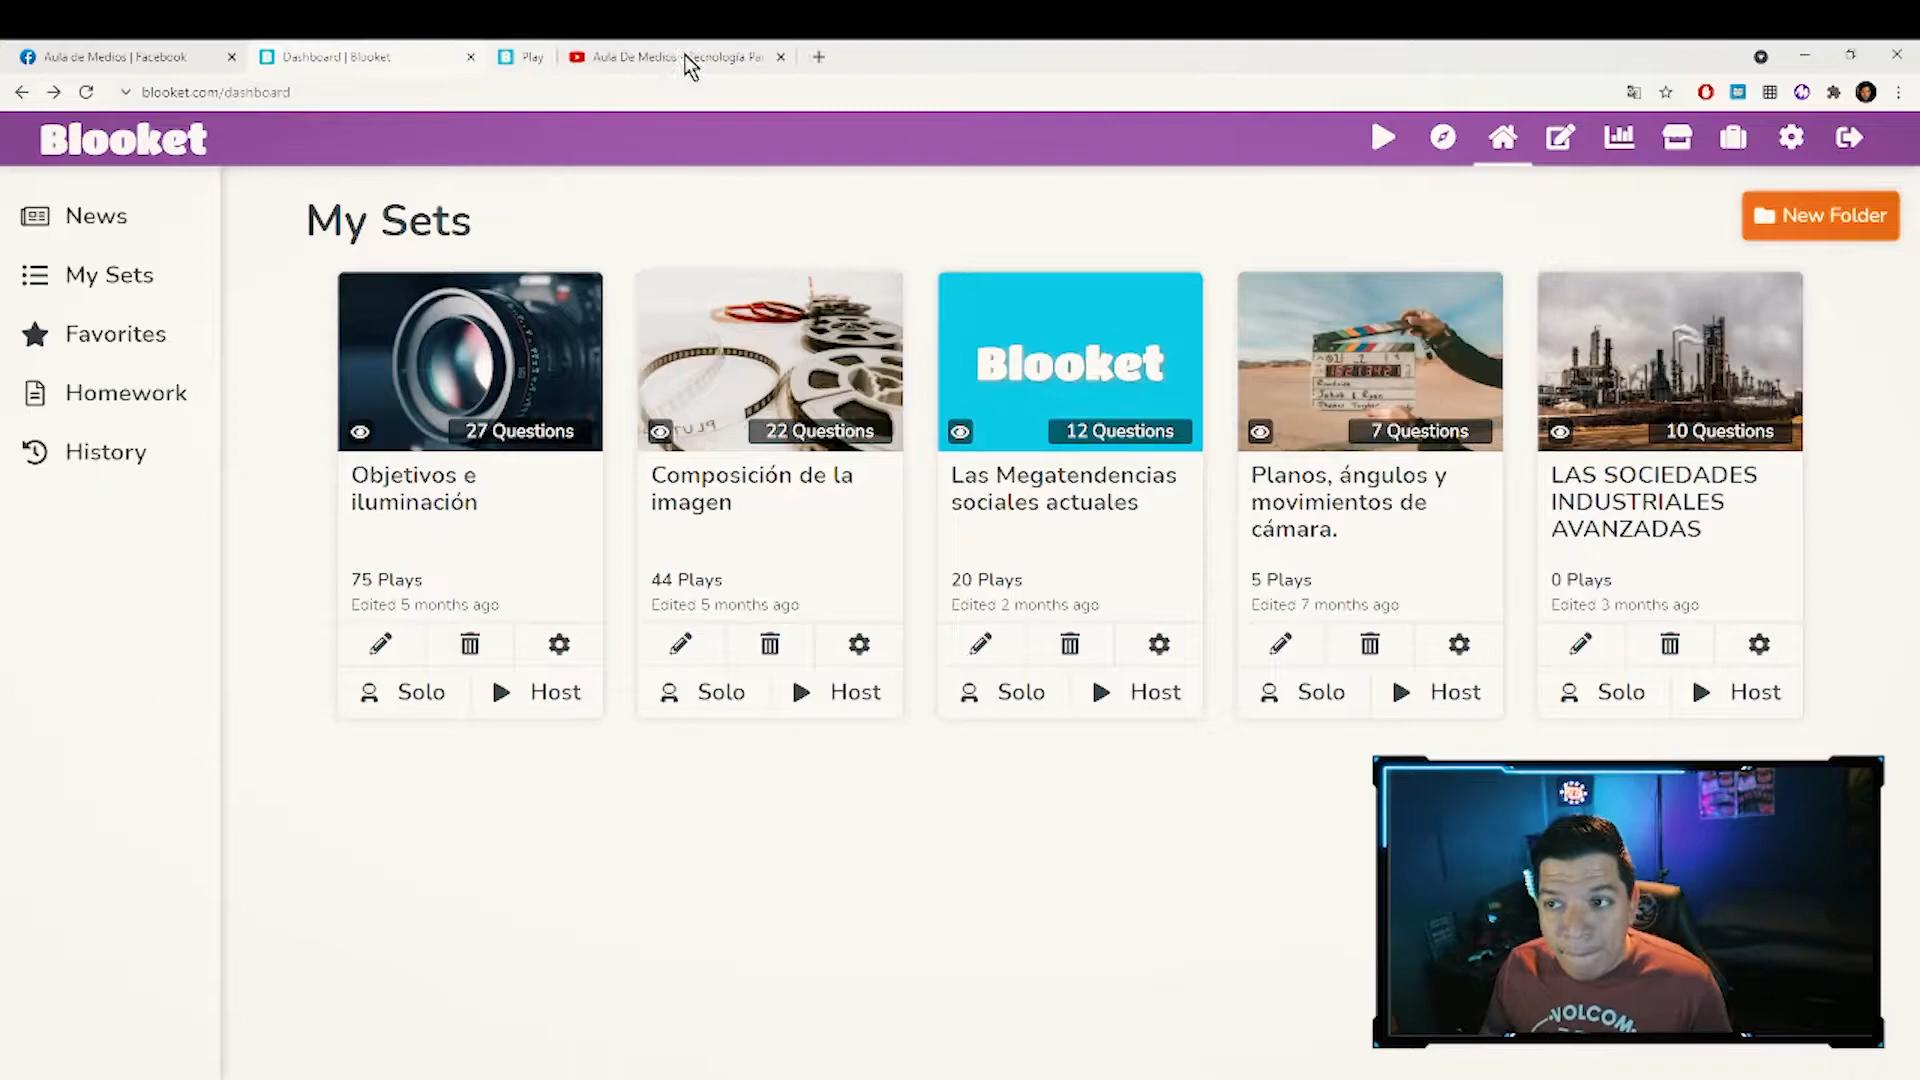 Aula de Medios | Facebook
Dashboard | Blooket
Play
Aula De Medios
blooket.com/dashboard
Blooket
News
My Sets
Favorites
Homework
History
My Sets
New Folder
27 Questions
Objetivos e
iluminación
75 Plays
Edited 5 months ago
Solo
Host
22 Questions
Composición de la
imagen
44 Plays
Edited 5 months ago
Solo
Host
Blooket
12 Questions
Las Megatendencias
sociales actuales
20 Plays
Edited 2 months ago
Solo
Host
7 Questions
Planos, ángulos y
movimientos de
cámara.
5 Plays
Edited 7 months ago
Solo
Host
10 Questions
LAS SOCIEDADES
INDUSTRIALES
AVANZADAS
0 Plays
Edited 3 months ago
Solo
Host
VOLCOM